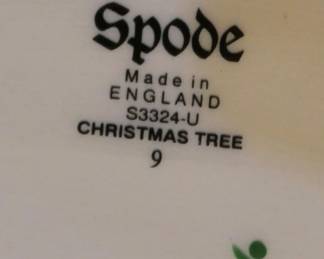 Spode
Made in
ENGLAND
S3324-U
CHRISTMAS TREE
9